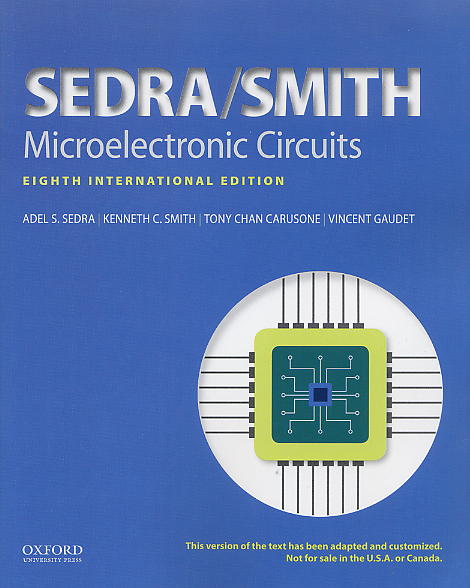 SEDRA/SMITH
Microelectronic Circuits
EIGHTH INTERNATIONAL EDITION
ADEL S. SEDRA | KENNETH C. SMITH | TONY CHAN CARUSONE | VINCENT GAUDET
This version of the text has been adapted and customized.
Not for sale in the U.S.A. or Canada.
OXFORD
UNIVERSITY PRESS